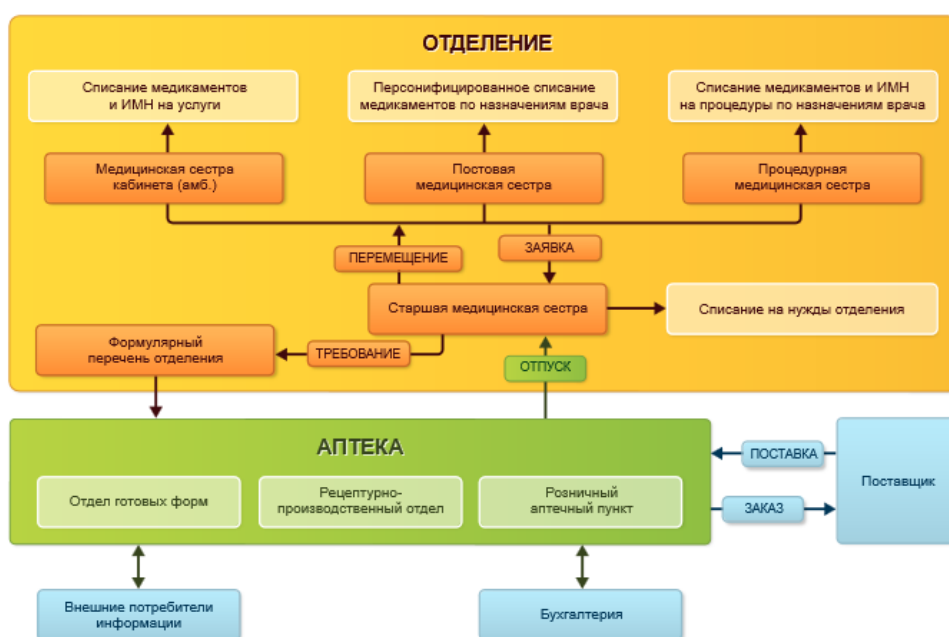 ОТДЕЛЕНИЕ
Списание медикаментов
и ИМН на услуги
Персонифицированное списание
медикаментов по назначениям врача
Списание медикаментов и ИМН
на процедуры по назначениям врача
Медицинская сестра
кабинета (амб.)
Постовая
медицинская сестра
Процедурная
медицинская сестра
ПЕРЕМЕЩЕНИЕ
ЗАЯВКА
Старшая медицинская сестра
Списание на нужды отделения
Формулярный
перечень отделения
ТРЕБОВАНИЕ
ОТПУСК
АПТЕКА
Отдел готовых форм
Рецептурно-
производственный отдел
Розничный
аптечный пункт
ПОСТАВКА
ЗАКАЗ
Поставщик
Внешние потребители
информации
Бухгалтерия